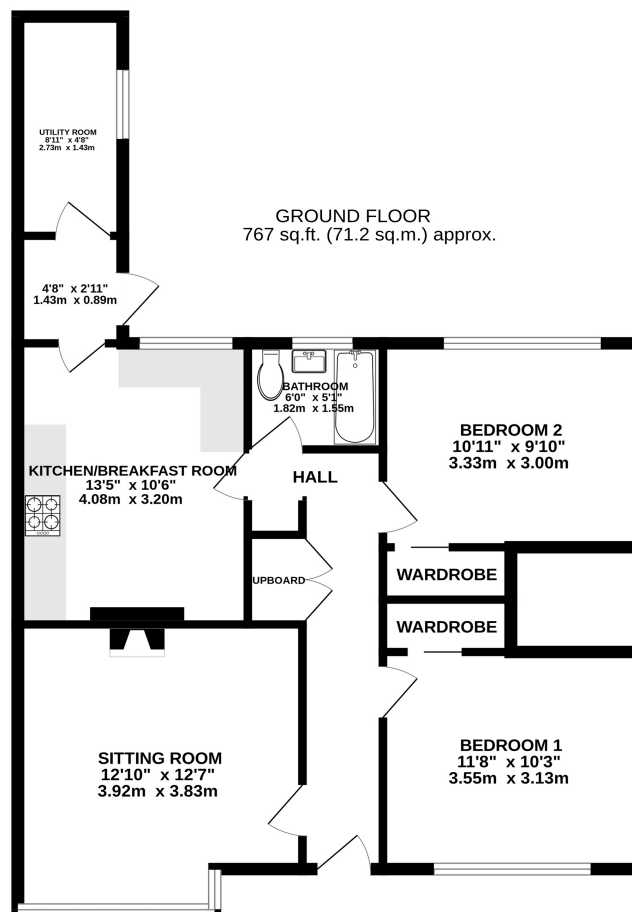 UTILITY ROOM
8'11" x 4'8"
2.73m x 1.43m
GROUND FLOOR
767 sq.ft. (71.2 sq.m.) approx.
4'8" x 2'11"
1.43m x 0.89m
BATHROOM
6'0" x 5'1"
1.82m x 1.55m
BEDROOM 2
10'11" x 9'10"
3.33m x 3.00m
KITCHEN/BREAKFAST ROOM
13'5" x 10'6"
4.08m x 3.20m
HALL
UPBOARD
WARDROBE
WARDROBE
SITTING ROOM
12'10" x 12'7"
3.92m x 3.83m
BEDROOM 1
11'8" x 10'3"
3.55m x 3.13m